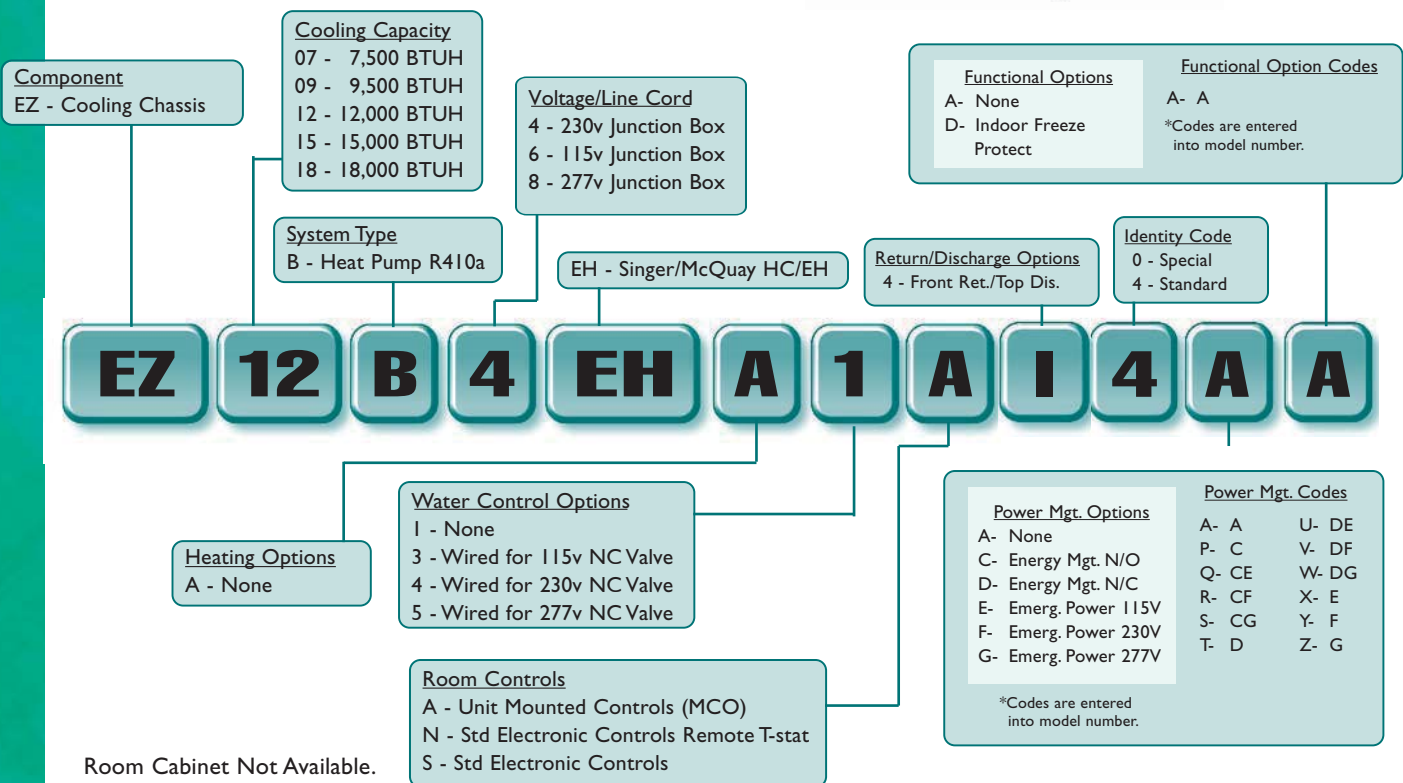 Cooling Capacity
07 - 7,500 BTUH
09 - 9,500 BTUH
12 - 12,000 BTUH
15 - 15,000 BTUH
18 - 18,000 BTUH
Component
EZ - Cooling Chassis
Voltage/Line Cord
4 - 230v Junction Box
6 - 115v Junction Box
8 - 277v Junction Box
Functional Options
A- None
D- Indoor Freeze
Protect
Functional Option Codes
A- A
*Codes are entered
into model number.
System Type
B - Heat Pump R410a
EH - Singer/McQuay HC/EH
Return/Discharge Options
4 - Front Ret./Top Dis.
Identity Code
0 - Special
4 - Standard
EZ 12 B 4 EH A 1 A I 4 A A
Heating Options
A - None
Water Control Options
1 - None
3 - Wired for 115v NC Valve
4 - Wired for 230v NC Valve
5 - Wired for 277v NC Valve
Room Controls
A - Unit Mounted Controls (MCO)
N - Std Electronic Controls Remote T-stat
S - Std Electronic Controls
Power Mgt. Options
A- None
C- Energy Mgt. N/O
D- Energy Mgt. N/C
E- Emerg. Power 115V
F- Emerg. Power 230V
G- Emerg. Power 277V
*Codes are entered
into model number.
Power Mgt. Codes
A- A U- DE
P- C V- DF
Q- CE W- DG
R- CF X- E
S- CG Y- F
T- D Z- G
Room Cabinet Not Available.